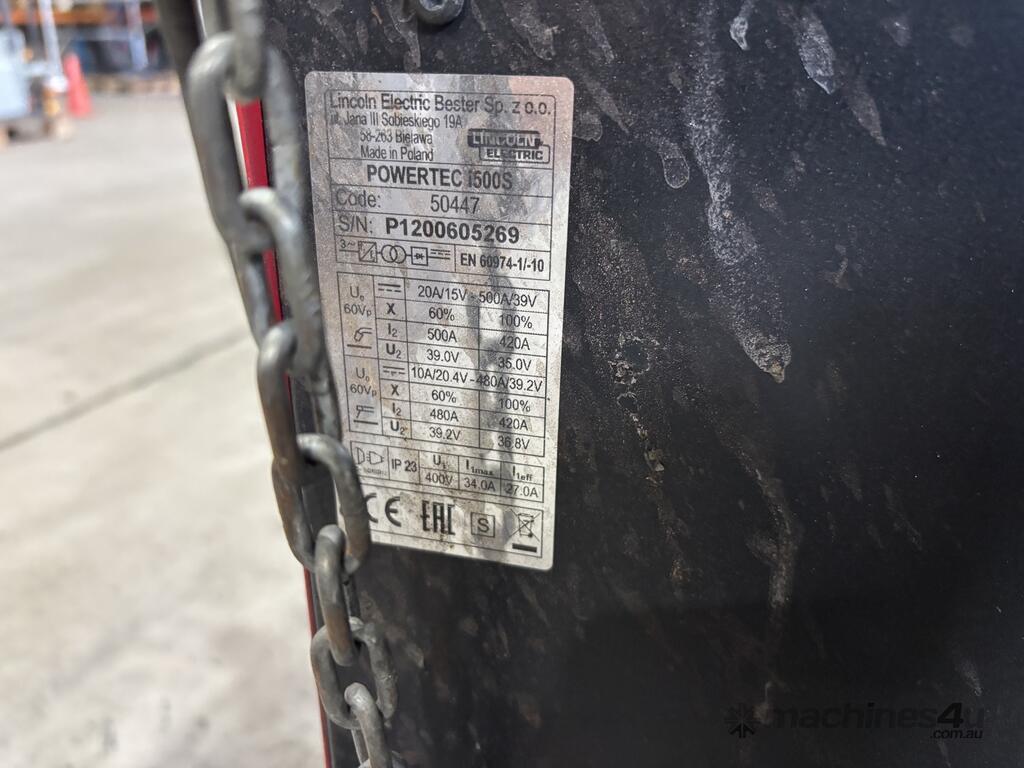 Lincoln Electric Bester Sp. z o.o.
ul. Jana III Sobieskiego 19A
58-263 Bielawa
Made in Poland
LINCOLN
ELECTRIC
POWERTEC i500S
Code: 50447
S/N: P1200605269
3~ EN 60974-1/-10
U₀ 20A/15V - 500A/39V
60Vp X 60% 100%
I₂ 500A 420A
U₂ 39.0V 35.0V
U₀ 10A/20.4V - 480A/39.2V
60Vp X 60% 100%
I₂ 480A 420A
U₂ 39.2V 36.8V
IP 23 U₁ I₁max I₁eff
400V 34.0A 27.0A
CE EAC S
machines4u
.com.au